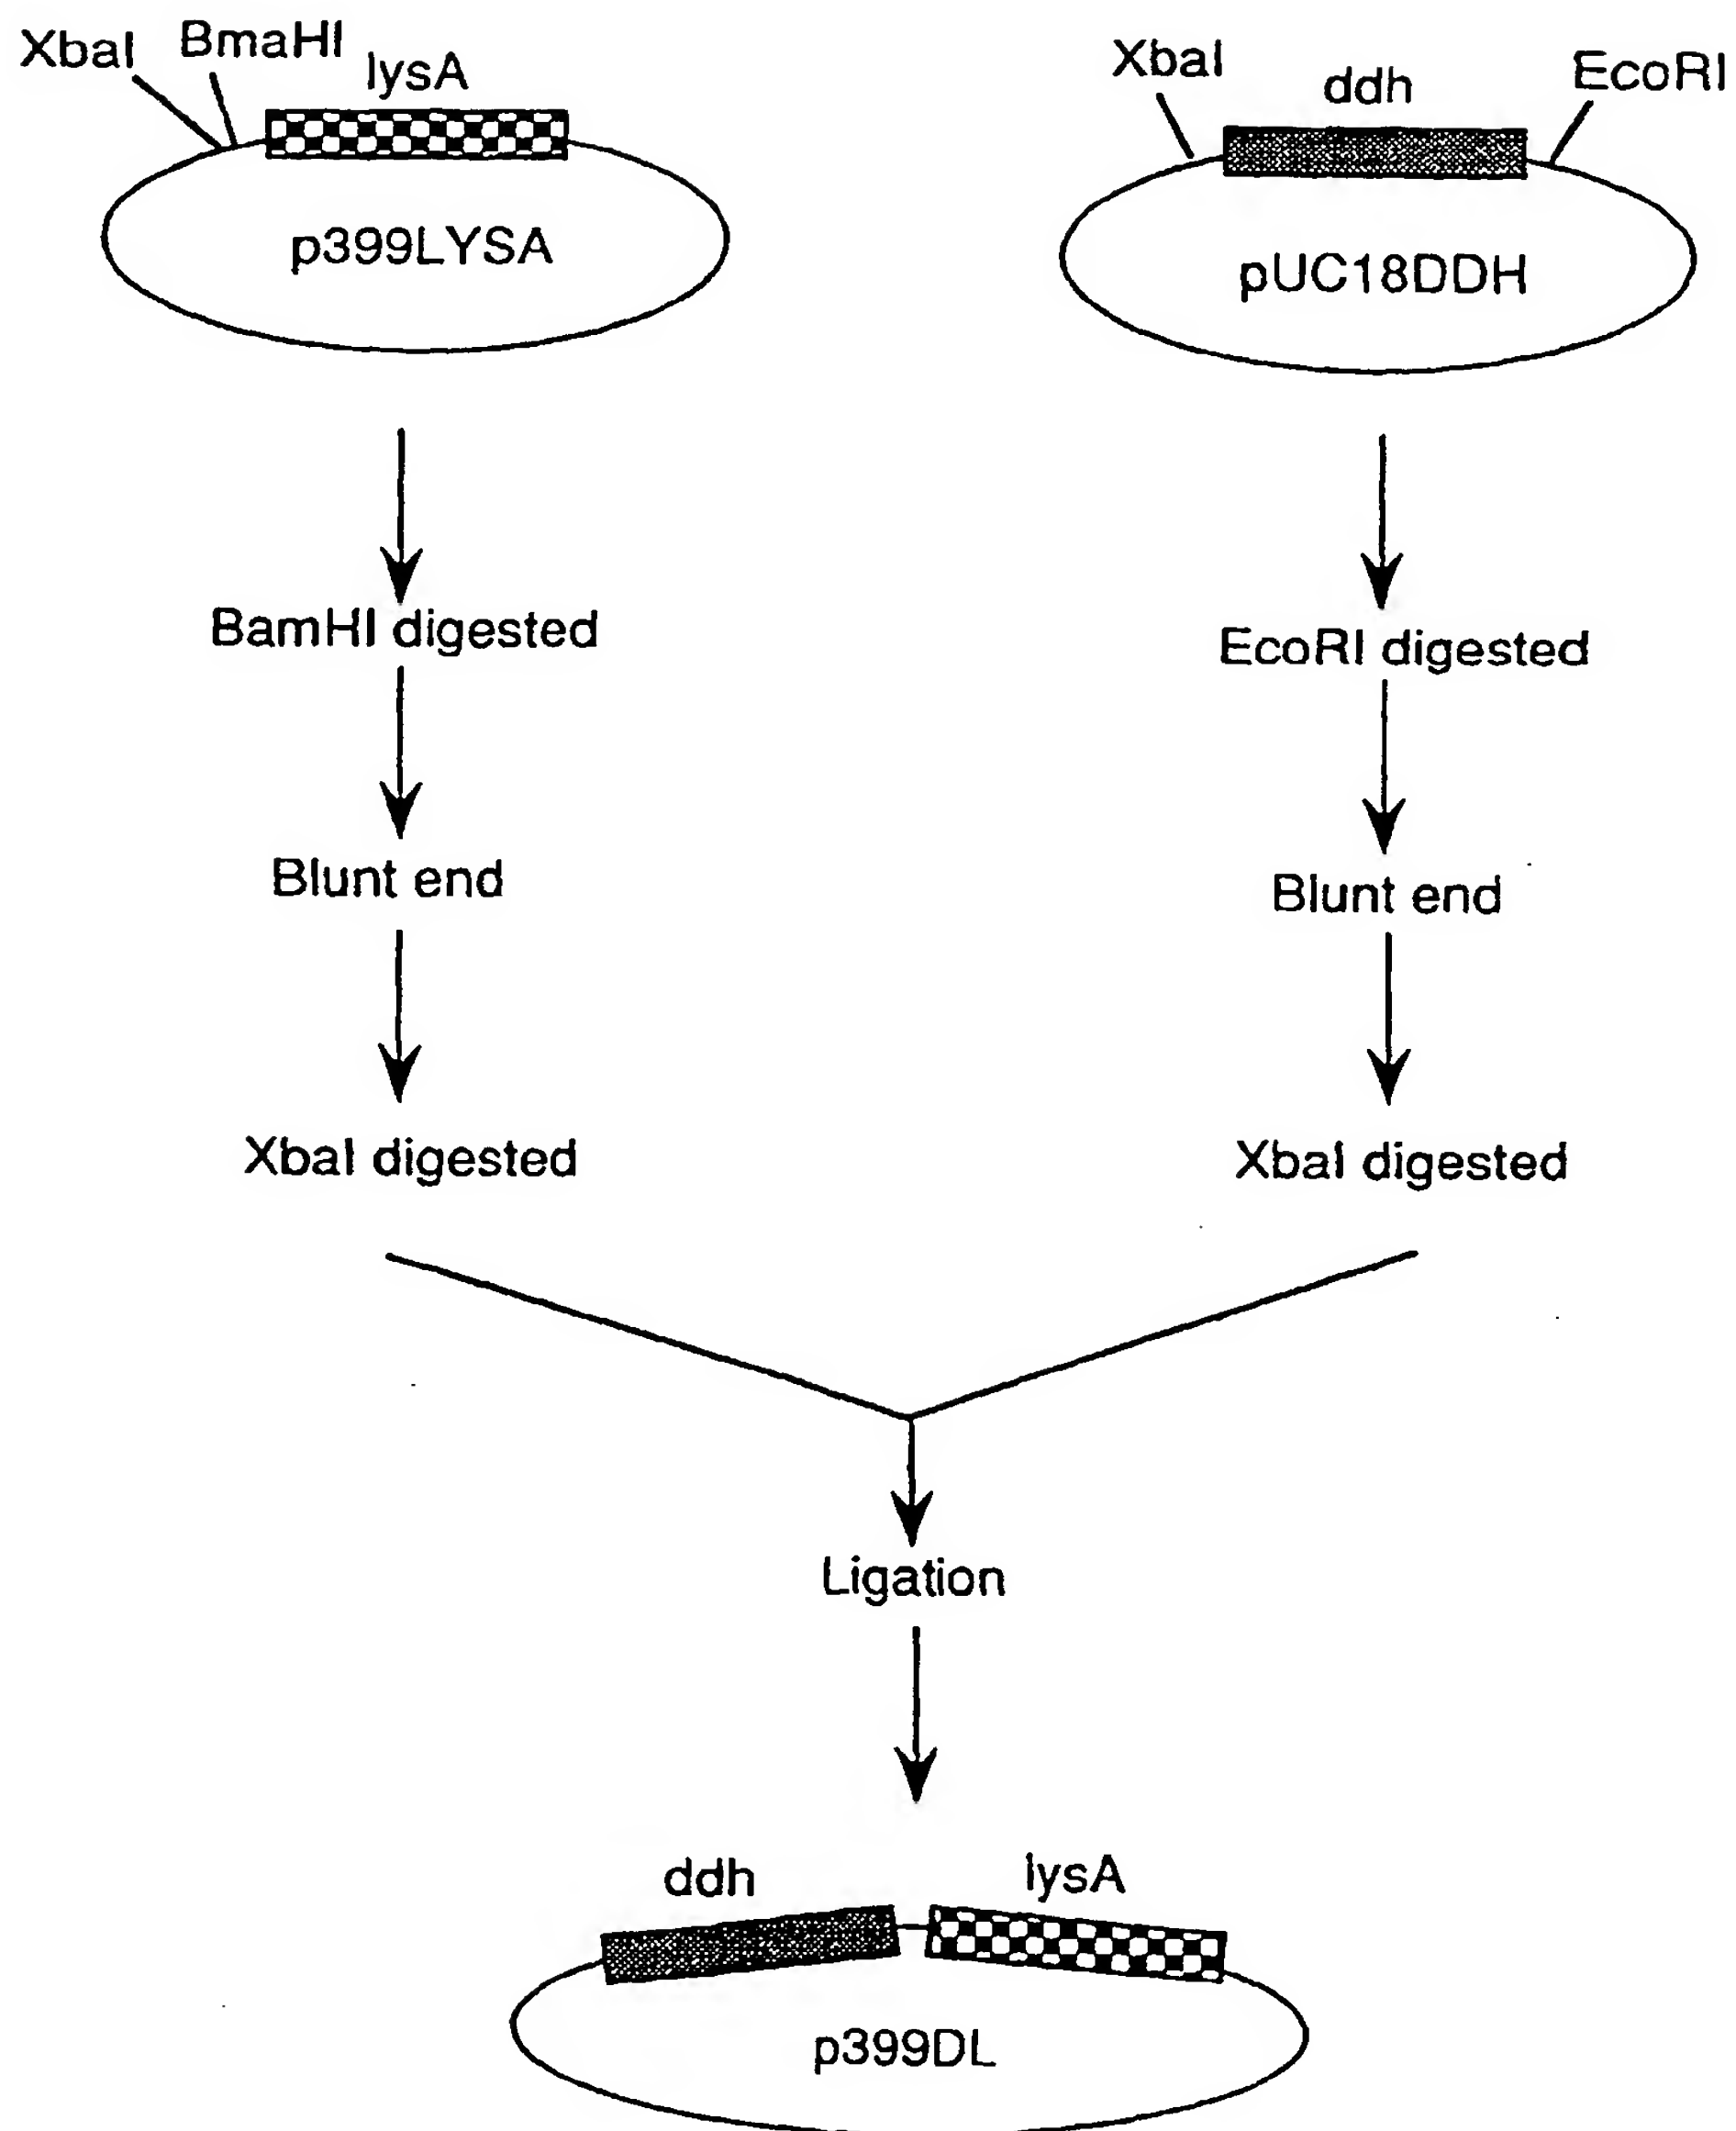 XbaI BmaHI lysA
XbaI ddh EcoRI
p399LYSA
pUC18DDH
BamHI digested
EcoRI digested
Blunt end
Blunt end
XbaI digested
XbaI digested
Ligation
ddh lysA
p399DL